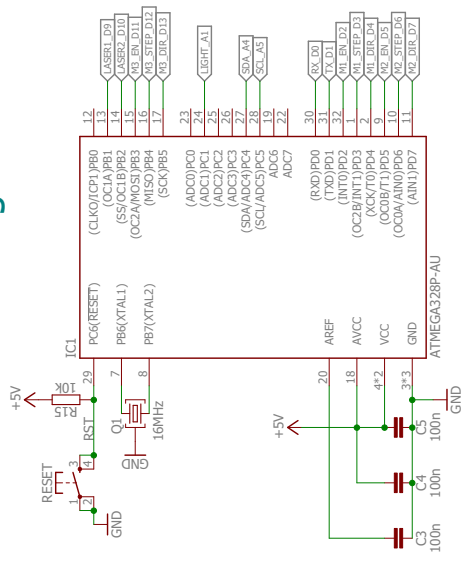 IC1
ATMEGA328P-AU
29 PC6(RESET)
7 PB6(XTAL1)
8 PB7(XTAL2)
20 AREF
18 AVCC
4*2 VCC
3*3 GND
(CLKO/ICP1)PB0 12
(OC1A)PB1 13 LASER1_D9
(SS/OC1B)PB2 14 LASER2_D10
(OC2A/MOSI)PB3 15 M3_EN_D11
(MISO)PB4 16 M3_STEP_D12
(SCK)PB5 17 M3_DIR_D13
(ADC0)PC0 23
(ADC1)PC1 24 LIGHT_A1
(ADC2)PC2 25
(ADC3)PC3 26
(SDA/ADC4)PC4 27 SDA_A4
(SCL/ADC5)PC5 28 SCL_A5
ADC6 19
ADC7 22
(RXD)PD0 30 RX_D0
(TXD)PD1 31 TX_D1
(INT0)PD2 32 M1_EN_D2
(OC2B/INT1)PD3 1 M1_STEP_D3
(XCK/T0)PD4 2 M1_DIR_D4
(OC0B/T1)PD5 9 M2_EN_D5
(OC0A/AIN0)PD6 10 M2_STEP_D6
(AIN1)PD7 11 M2_DIR_D7
+5V
R15
10k
RST
RESET
1
2
3
4
GND
Q1
16MHz
GND
+5V
C3
100n
C4
100n
C5
100n
GND